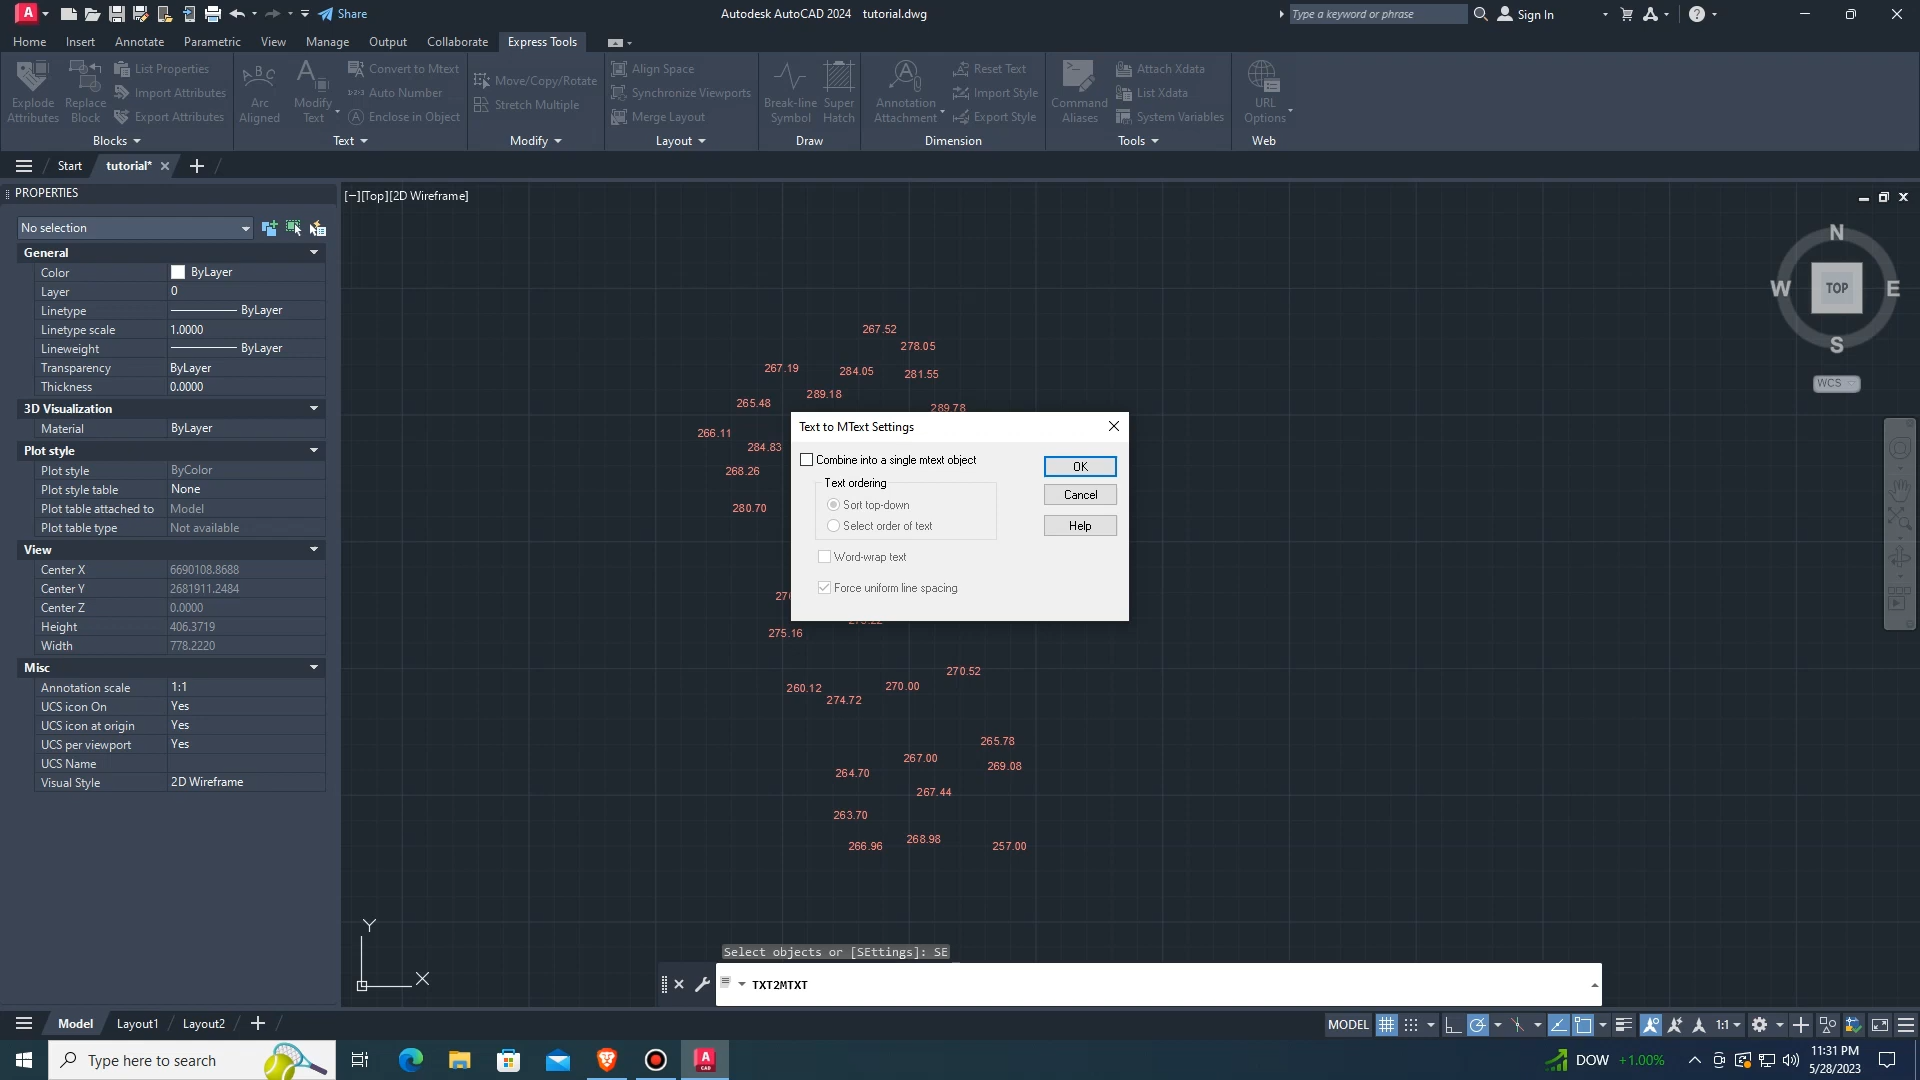 Share
Autodesk AutoCAD 2024 tutorial.dwg
Type a keyword or phrase
Sign In
Home Insert Annotate Parametric View Manage Output Collaborate Express Tools
Explode Attributes
Replace Block
List Properties
Import Attributes
Export Attributes
Arc Aligned
Modify Text
Convert to Mtext
Auto Number
Enclose in Object
Move/Copy/Rotate
Stretch Multiple
Align Space
Synchronize Viewports
Merge Layout
Break-line Symbol
Super Hatch
Annotation Attachment
Reset Text
Import Style
Export Style
Command Aliases
Attach Xdata
List Xdata
System Variables
URL Options
Blocks Text Modify Layout Draw Dimension Tools Web
Start tutorial*
PROPERTIES
No selection
General
Color ByLayer
Layer 0
Linetype ByLayer
Linetype scale 1.0000
Lineweight ByLayer
Transparency ByLayer
Thickness 0.0000
3D Visualization
Material ByLayer
Plot style
Plot style ByColor
Plot style table None
Plot table attached to Model
Plot table type Not available
View
Center X 6690108.8688
Center Y 2681911.2484
Center Z 0.0000
Height 406.3719
Width 778.2220
Misc
Annotation scale 1:1
UCS icon On Yes
UCS icon at origin Yes
UCS per viewport Yes
UCS Name
Visual Style 2D Wireframe
[−][Top][2D Wireframe]
N
W TOP E
S
WCS
267.52
278.05
267.19 284.05 281.55
289.18
265.48 289.78
266.11
284.83
268.26
280.70
Text to MText Settings
Combine into a single mtext object
OK
Text ordering
Sort top-down
Cancel
Select order of text
Help
Word-wrap text
Force uniform line spacing
275.16
270.52
260.12 270.00
274.72
265.78
267.00
269.08
264.70
267.44
263.70
268.98
266.96 257.00
Y
X
Select objects or [SEttings]: SE
TXT2MTXT
Model Layout1 Layout2
MODEL 1:1
Type here to search
DOW +1.00%
11:31 PM
5/28/2023